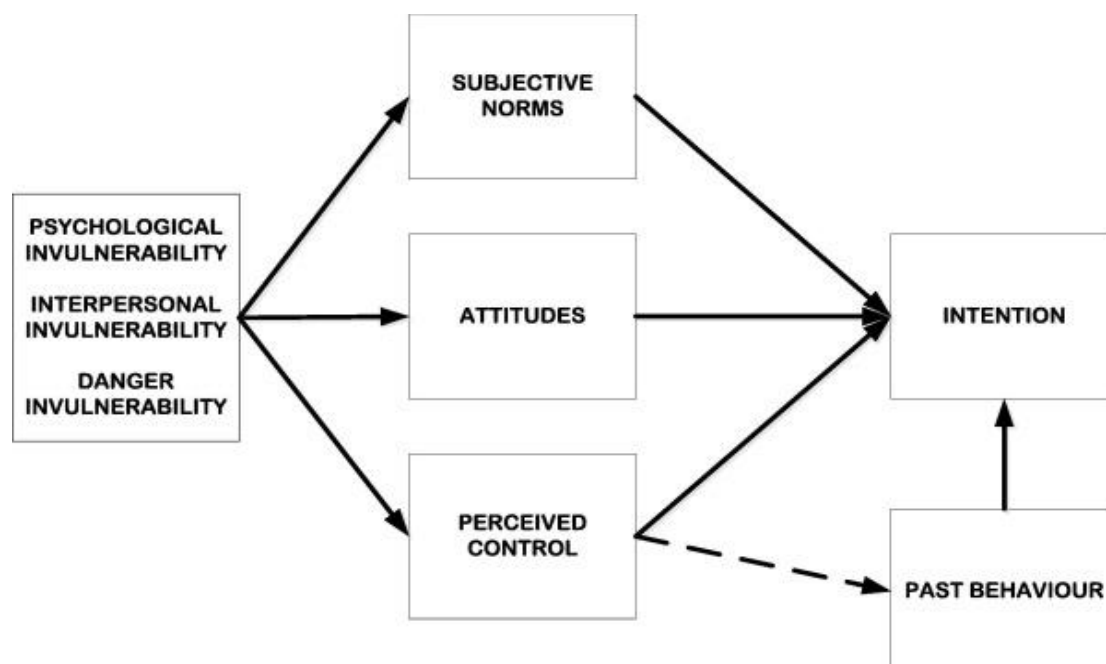 SUBJECTIVE
NORMS
PSYCHOLOGICAL
INVULNERABILITY
INTERPERSONAL
INVULNERABILITY
DANGER
INVULNERABILITY
ATTITUDES
INTENTION
PERCEIVED
CONTROL
PAST BEHAVIOUR